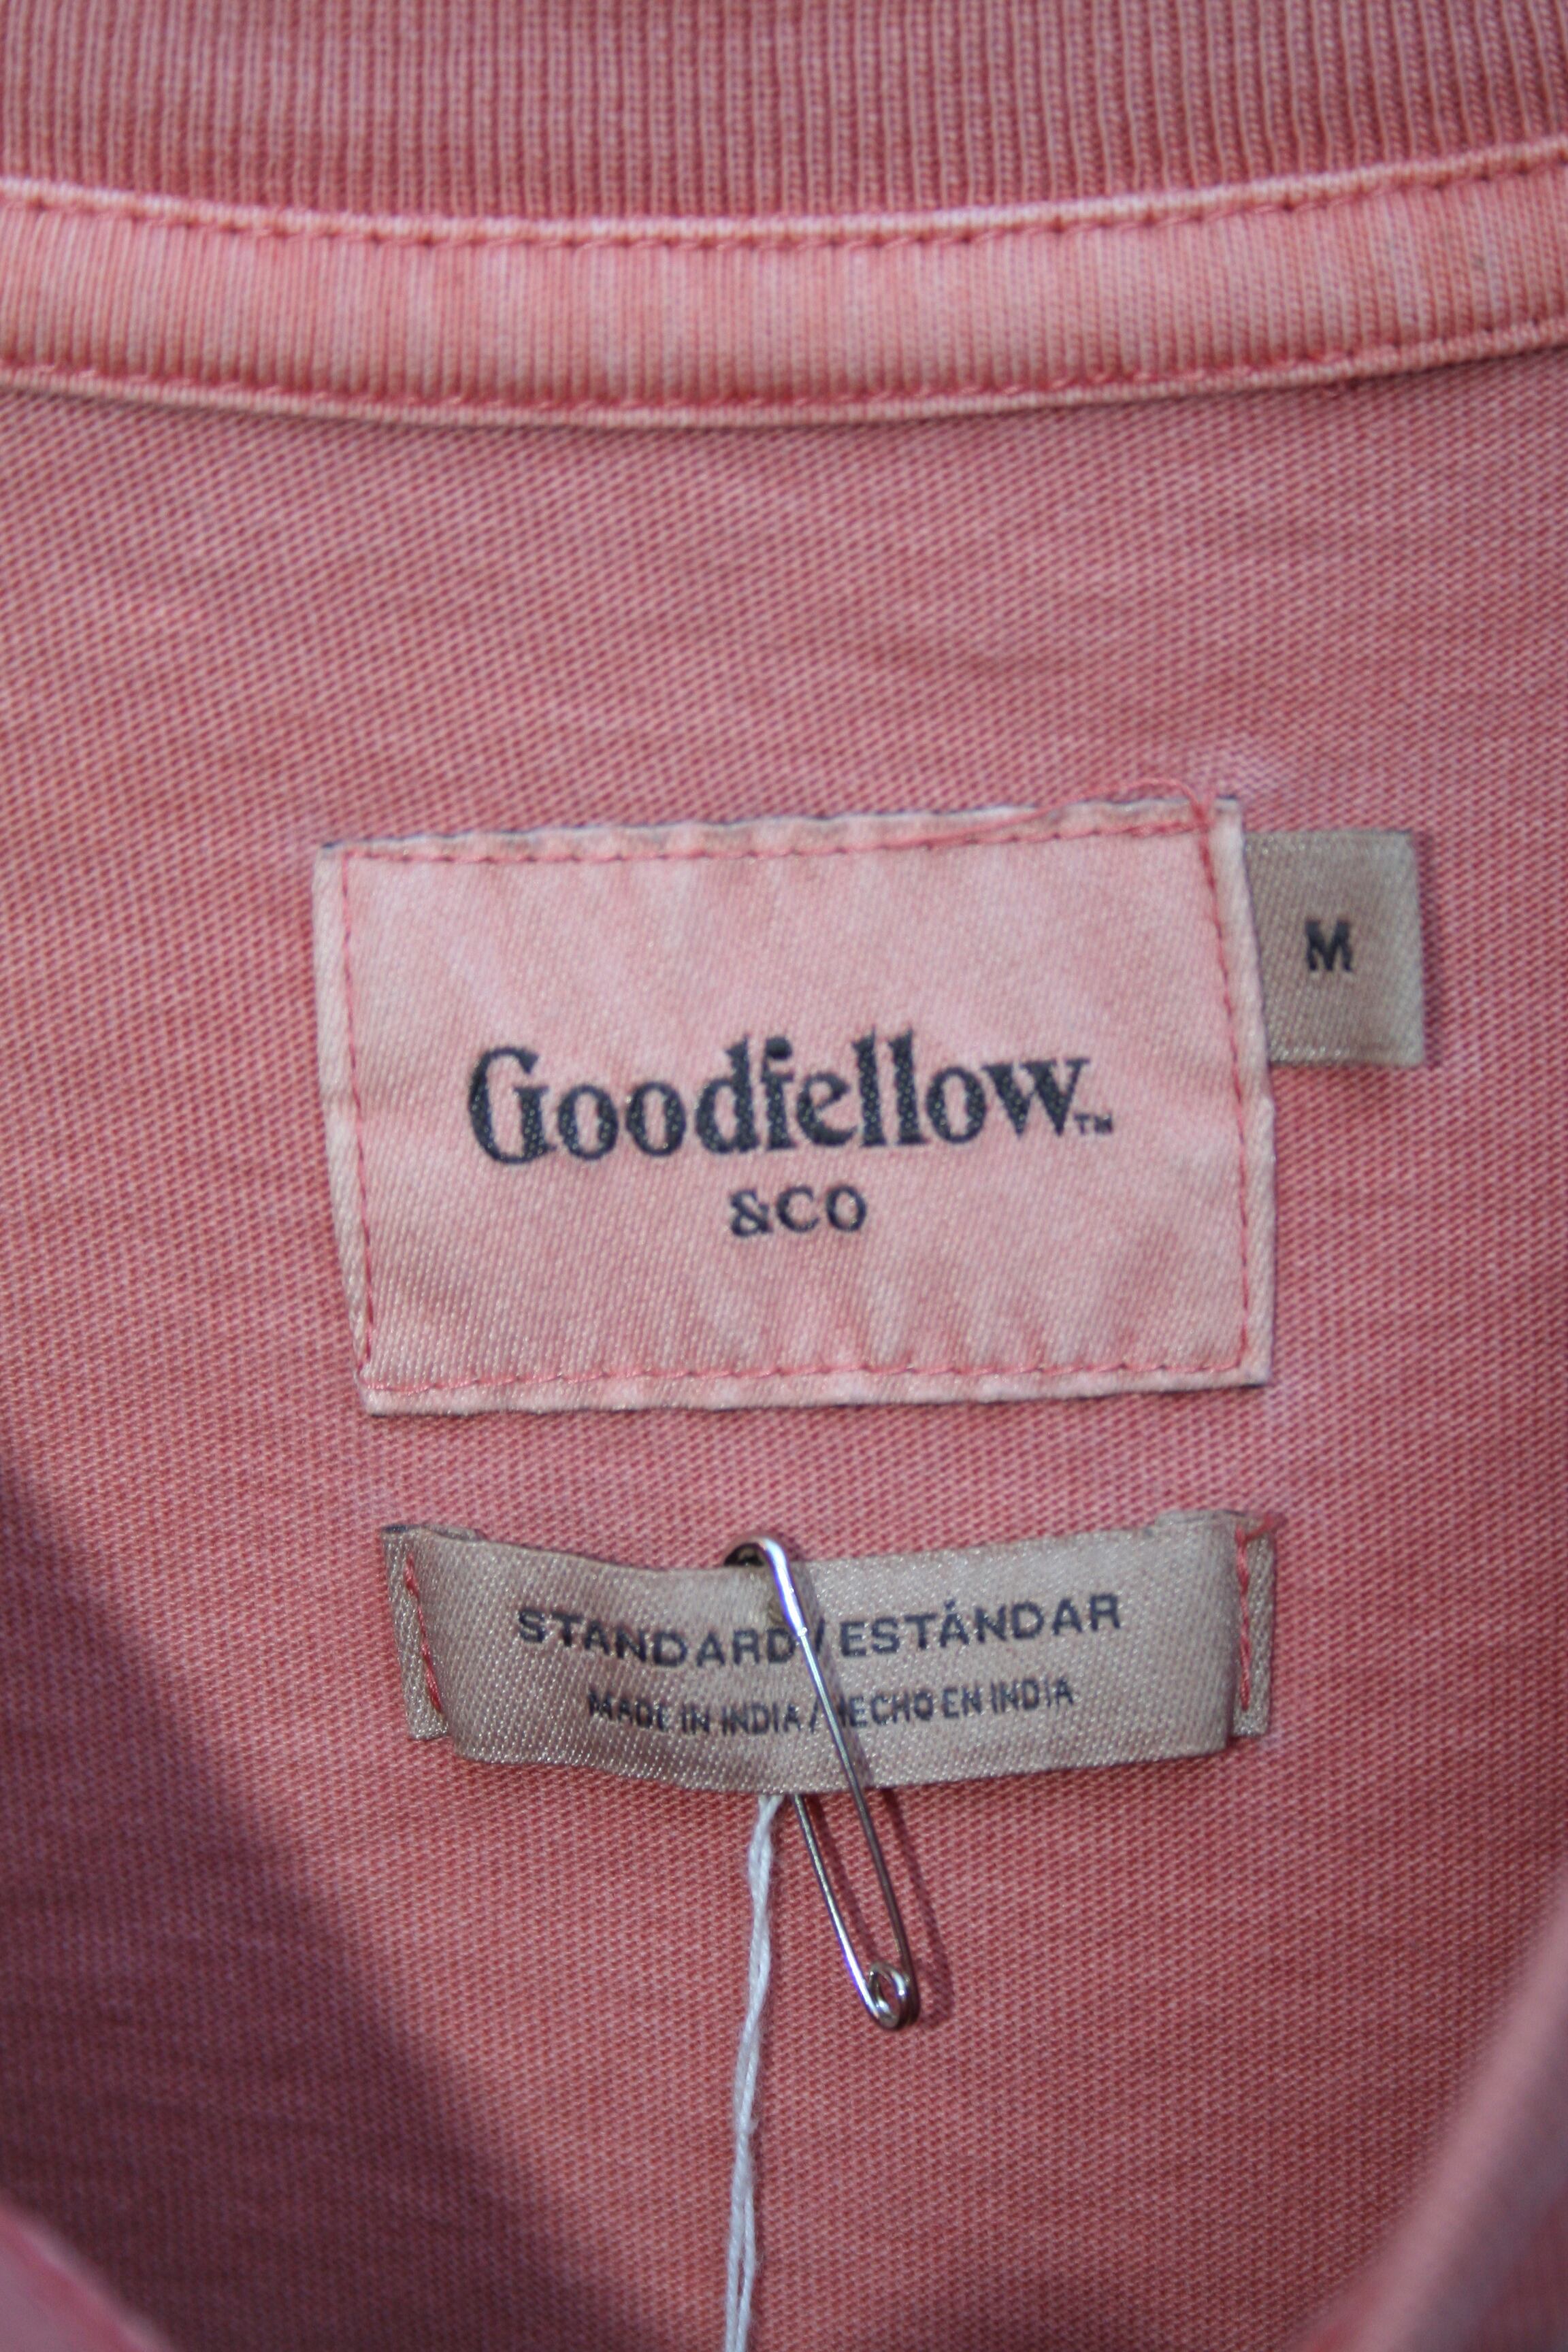 Goodfellow™
&CO
M
STANDARD / ESTÁNDAR
MADE IN INDIA / HECHO EN INDIA